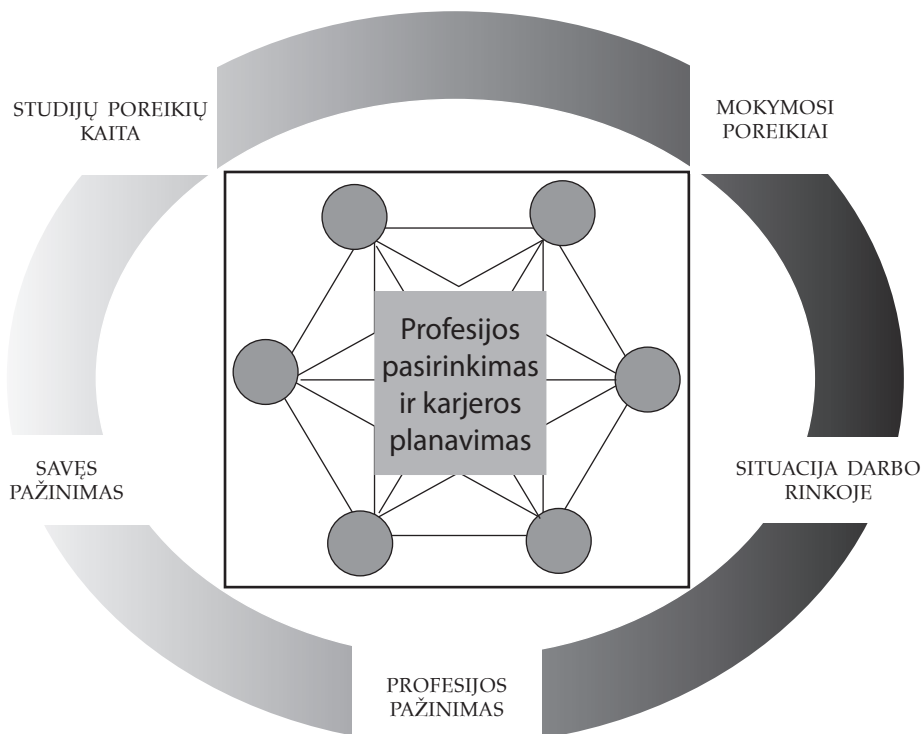 STUDIJŲ POREIKIŲ
KAITA
MOKYMOSI
POREIKIAI
Profesijos
pasirinkimas
ir karjeros
planavimas
SAVĘS
PAŽINIMAS
SITUACIJA DARBO
RINKOJE
PROFESIJOS
PAŽINIMAS